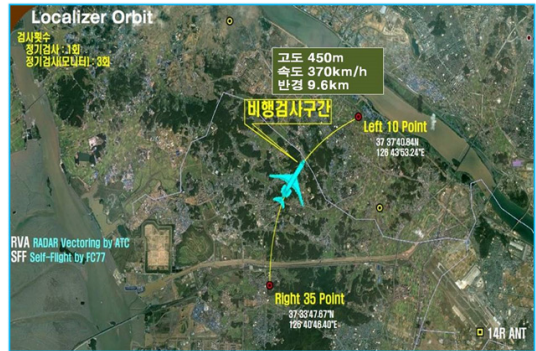 Localizer Orbit
검사횟수
정기검사 : 1회
정기검사(모니터) : 3회
고도 450m
속도 370km/h
반경 9.6km
비행검사구간
Left 10 Point
37 37'40.84N
126 43'53.24"E
RVA RADAR Vectoring by ATC
SFF Self-Flight by FC77
Right 35 Point
37 33'47.67"N
126 40'46.40"E
14R ANT